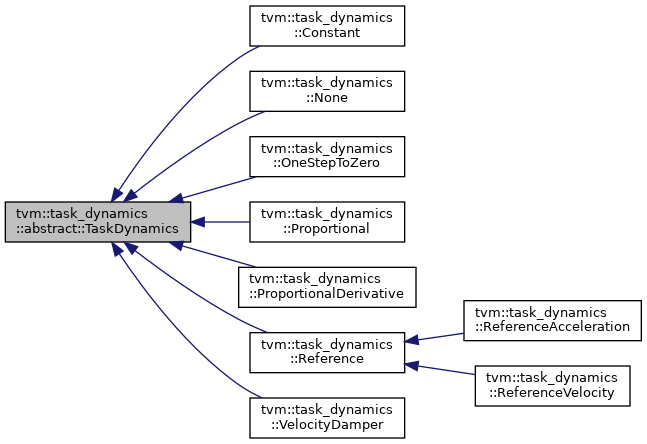 tvm::task_dynamics
::Constant
tvm::task_dynamics
::None
tvm::task_dynamics
::OneStepToZero
tvm::task_dynamics
::abstract::TaskDynamics
tvm::task_dynamics
::Proportional
tvm::task_dynamics
::ProportionalDerivative
tvm::task_dynamics
::Reference
tvm::task_dynamics
::ReferenceAcceleration
tvm::task_dynamics
::ReferenceVelocity
tvm::task_dynamics
::VelocityDamper